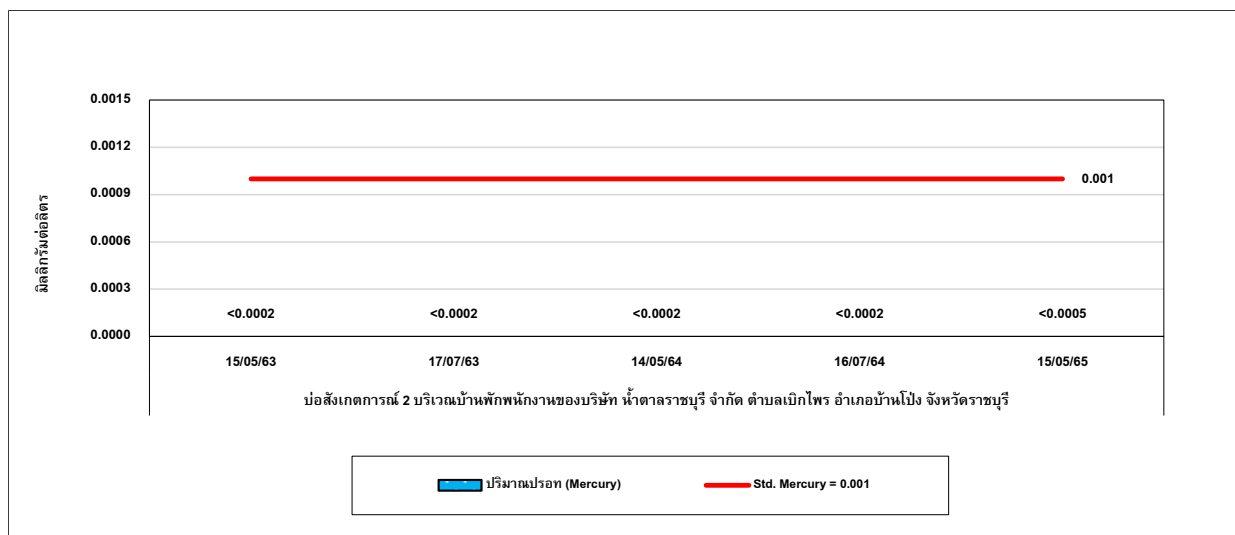 0.0015
0.0012
0.0009
0.0006
0.0003
0.0000
มิลลิกรัมต่อลิตร
0.001
<0.0002 <0.0002 <0.0002 <0.0002 <0.0005
15/05/63 17/07/63 14/05/64 16/07/64 15/05/65
บ่อสังเกตการณ์ 2 บริเวณบ้านพักพนักงานของบริษัท น้ำตาลราชบุรี จำกัด ตำบลเบิกไพร อำเภอบ้านโป่ง จังหวัดราชบุรี
ปริมาณปรอท (Mercury) Std. Mercury = 0.001